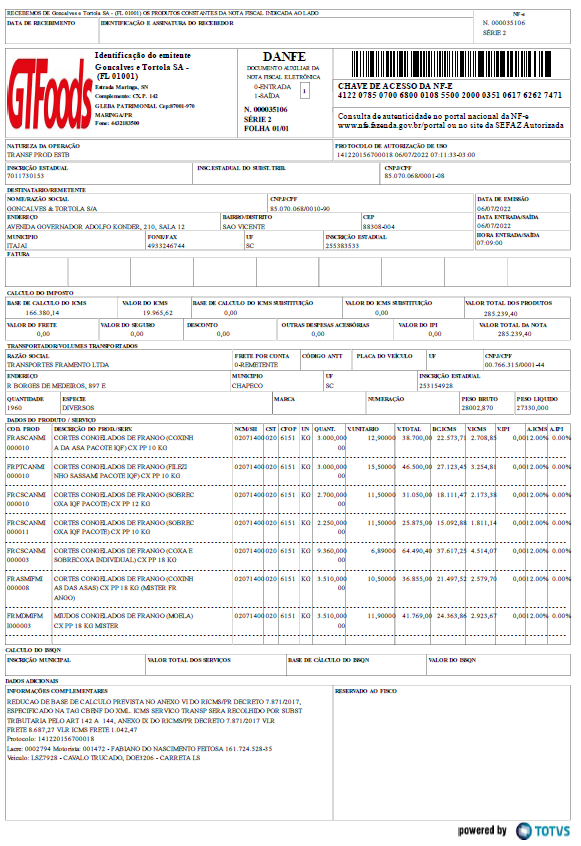 RECEBEMOS DE Goncalves e Tortola SA - (FL 01001) OS PRODUTOS CONSTANTES DA NOTA FISCAL INDICADA AO LADO
NF-e
DATA DE RECEBIMENTO IDENTIFICAÇÃO E ASSINATURA DO RECEBEDOR
N. 000035106
SÉRIE 2
GTFoods
Identificação do emitente
Goncalves e Tortola SA -
(FL 01001)
Estrada Maringa, SN
Complemento: CX.P. 142
GLEBA PATRIMONIAL Cep:87001-970
MARINGA/PR
Fone: 4432183500
DANFE
DOCUMENTO AUXILIAR DA
NOTA FISCAL ELETRÔNICA
0-ENTRADA
1-SAÍDA
1
N. 000035106
SÉRIE 2
FOLHA 01/01
CHAVE DE ACESSO DA NF-E
4122 0785 0700 6800 0108 5500 2000 0351 0617 6262 7471
Consulta de autenticidade no portal nacional da NF-e
www.nfe.fazenda.gov.br/portal ou no site da SEFAZ Autorizada
NATUREZA DA OPERAÇÃO PROTOCOLO DE AUTORIZAÇÃO DE USO
TRANSF PROD ESTB 141220156700018 06/07/2022 07:11:33-03:00
INSCRIÇÃO ESTADUAL INSC.ESTADUAL DO SUBST. TRIB. CNPJ/CPF
7011730153 85.070.068/0001-08
DESTINATARIO/REMETENTE
NOME/RAZÃO SOCIAL CNPJ/CPF DATA DE EMISSÃO
GONCALVES & TORTOLA S/A 85.070.068/0010-90 06/07/2022
ENDEREÇO BAIRRO/DISTRITO CEP DATA ENTRADA/SAÍDA
AVENIDA GOVERNADOR ADOLFO KONDER, 210, SALA 12 SAO VICENTE 88308-004 06/07/2022
MUNICIPIO FONE/FAX UF INSCRIÇÃO ESTADUAL HORA ENTRADA/SAÍDA
ITAJAI 4933246744 SC 255383533 07:09:00
FATURA
CALCULO DO IMPOSTO
BASE DE CALCULO DO ICMS VALOR DO ICMS BASE DE CALCULO DO ICMS SUBSTITUIÇÃO VALOR DO ICMS SUBSTITUIÇÃO VALOR TOTAL DOS PRODUTOS
166.380,14 19.965,62 0,00 0,00 285.239,40
VALOR DO FRETE VALOR DO SEGURO DESCONTO OUTRAS DESPESAS ACESSÓRIAS VALOR DO IPI VALOR TOTAL DA NOTA
0,00 0,00 0,00 0,00 0,00 285.239,40
TRANSPORTADOR/VOLUMES TRANSPORTADOS
RAZÃO SOCIAL FRETE POR CONTA CÓDIGO ANTT PLACA DO VEÍCULO UF CNPJ/CPF
TRANSPORTES FRAMENTO LTDA 0-REMETENTE 00.766.315/0001-44
ENDEREÇO MUNICIPIO UF INSCRIÇÃO ESTADUAL
R BORGES DE MEDEIROS, 897 E CHAPECO SC 253154928
QUANTIDADE ESPECIE MARCA NUMERAÇÃO PESO BRUTO PESO LIQUIDO
1960 DIVERSOS 28002,870 27330,000
DADOS DO PRODUTO / SERVIÇO
COD. PROD DESCRIÇÃO DO PROD./SERV. NCM/SH CST CFOP UN QUANT. V.UNITARIO V.TOTAL BC.ICMS V.ICMS V.IPI A.ICMS A.IPI
FRASCANMI CORTES CONGELADOS DE FRANGO (COXINH 02071400 020 6151 KG 3.000,000 12,90000 38.700,00 22.573,71 2.708,85 0,00 12.00% 0.00%
000010 A DA ASA PACOTE IQF) CX PP 10 KG 00
FRPTCANMI CORTES CONGELADOS DE FRANGO (FILEZI 02071400 020 6151 KG 3.000,000 15,50000 46.500,00 27.123,45 3.254,81 0,00 12.00% 0.00%
000010 NHO SASSAMI PACOTE IQF) CX PP 10 KG 00
FRCSCANMI CORTES CONGELADOS DE FRANGO (SOBREC 02071400 020 6151 KG 2.700,000 11,50000 31.050,00 18.111,47 2.173,38 0,00 12.00% 0.00%
000010 OXA IQF PACOTE) CX PP 12 KG 00
FRCSCANMI CORTES CONGELADOS DE FRANGO (SOBREC 02071400 020 6151 KG 2.250,000 11,50000 25.875,00 15.092,88 1.811,14 0,00 12.00% 0.00%
000011 OXA IQF PACOTE) CX PP 10 KG 00
FRCSCANMI CORTES CONGELADOS DE FRANGO (COXA E 02071400 020 6151 KG 9.360,000 6,89000 64.490,40 37.617,25 4.514,07 0,00 12.00% 0.00%
000003 SOBRECOXA INDIVIDUAL) CX PP 18 KG 00
FRASMIFMI CORTES CONGELADOS DE FRANGO (COXINH 02071400 020 6151 KG 3.510,000 10,50000 36.855,00 21.497,52 2.579,70 0,00 12.00% 0.00%
000008 AS DAS ASAS) CX PP 18 KG (MISTER FR 00
ANGO)
FRMDMIFM MIUDOS CONGELADOS DE FRANGO (MOELA) 02071400 020 6151 KG 3.510,000 11,90000 41.769,00 24.363,86 2.923,67 0,00 12.00% 0.00%
I000003 CX PP 18 KG MISTER 00
CALCULO DO ISSQN
INSCRIÇÃO MUNICIPAL VALOR TOTAL DOS SERVIÇOS BASE DE CÁLCULO DO ISSQN VALOR DO ISSQN
DADOS ADICIONAIS
INFORMAÇÕES COMPLEMENTARES RESERVADO AO FISCO
REDUCAO DE BASE DE CALCULO PREVISTA NO ANEXO VI DO RICMS/PR DECRETO 7.871/2017,
ESPECIFICADO NA TAG CBENF DO XML. ICMS SERVICO TRANSP SERA RECOLHIDO POR SUBST
TRIBUTARIA PELO ART 142 A 144, ANEXO IX DO RICMS/PR DECRETO 7.871/2017 VLR
FRETE 8.687,27 VLR ICMS FRETE 1.042,47
Protocolo: 141220156700018
Lacre: 0002794 Motorista: 001472 - FABIANO DO NASCIMENTO FEITOSA 161.724.528-35
Veiculo: LSZ7928 - CAVALO TRUCADO, DOE3206 - CARRETA LS
powered by TOTVS